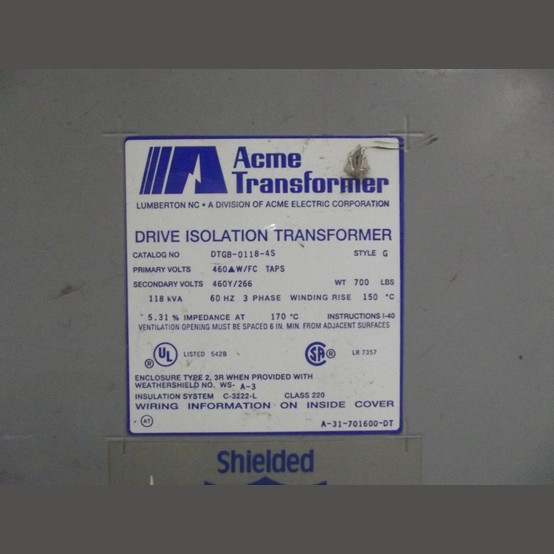 Acme
Transformer
LUMBERTON NC • A DIVISION OF ACME ELECTRIC CORPORATION
DRIVE ISOLATION TRANSFORMER
CATALOG NO DTGB-0118-4S STYLE G
PRIMARY VOLTS 460▲W/FC TAPS
SECONDARY VOLTS 460Y/266 WT 700 LBS
118 kVA 60 HZ 3 PHASE WINDING RISE 150 °C
5.31 % IMPEDANCE AT 170 °C INSTRUCTIONS I-40
VENTILATION OPENING MUST BE SPACED 6 IN. MIN. FROM ADJACENT SURFACES
UL ® LISTED 542B SA ® LR 7357
ENCLOSURE TYPE 2, 3R WHEN PROVIDED WITH
WEATHERSHIELD NO. WS- A-3
INSULATION SYSTEM C-3222-L CLASS 220
WIRING INFORMATION ON INSIDE COVER
A1 A-31-701600-DT
Shielded